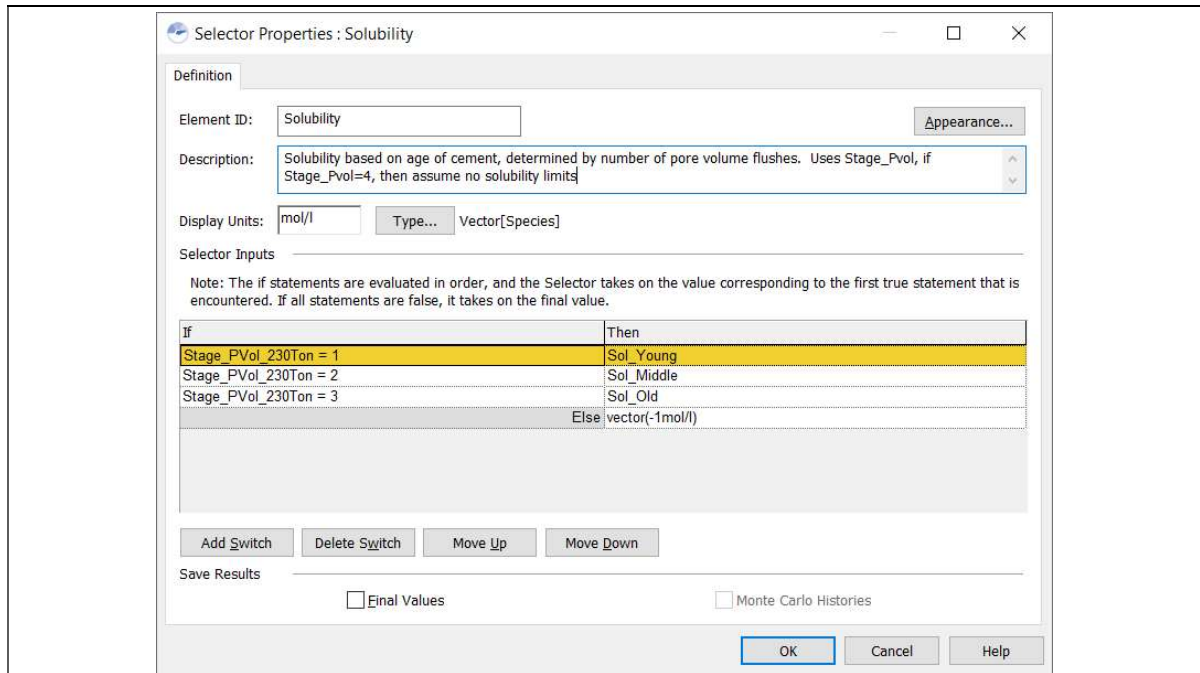 Selector Properties : Solubility
Definition
Element ID: Solubility Appearance...
Description: Solubility based on age of cement, determined by number of pore volume flushes.  Uses Stage_Pvol, if
Stage_Pvol=4, then assume no solubility limits
Display Units: mol/l Type... Vector[Species]
Selector Inputs
Note: The if statements are evaluated in order, and the Selector takes on the value corresponding to the first true statement that is
encountered. If all statements are false, it takes on the final value.
If Then
Stage_PVol_230Ton = 1 Sol_Young
Stage_PVol_230Ton = 2 Sol_Middle
Stage_PVol_230Ton = 3 Sol_Old
Else vector(-1mol/l)
Add Switch Delete Switch Move Up Move Down
Save Results
Final Values Monte Carlo Histories
OK Cancel Help